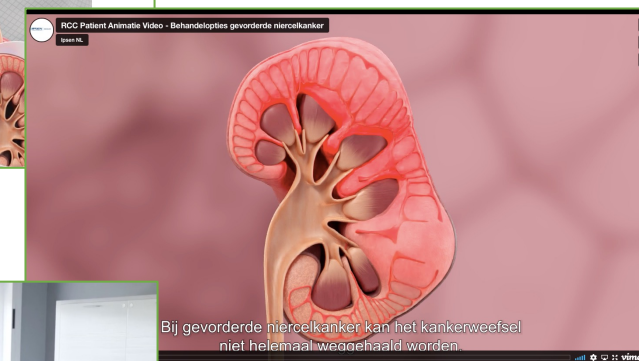 RCC Patient Animatie Video - Behandelopties gevorderde niercelkanker
Ipsen NL
Bij gevorderde niercelkanker kan het kankerweefsel
niet helemaal weggehaald worden.